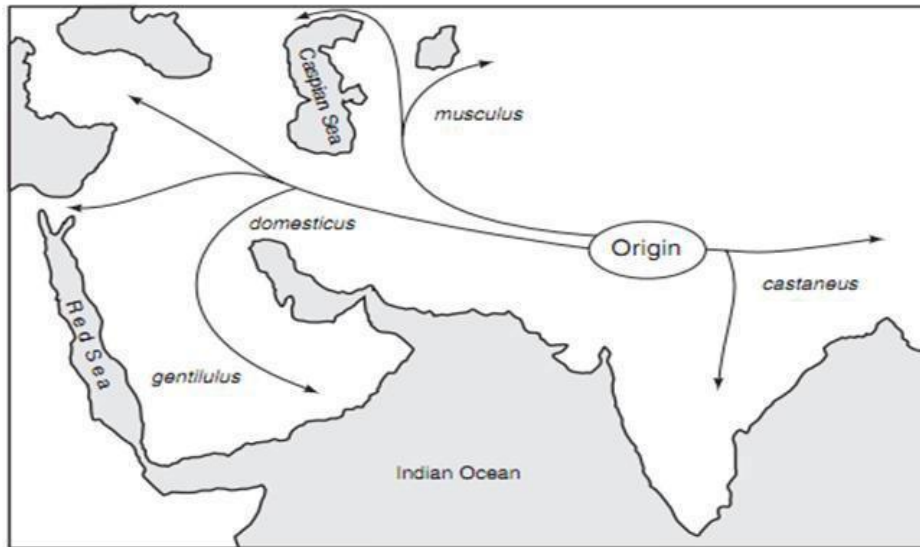 Caspian Sea
musculus
domesticus
Origin
castaneus
Red Sea
gentilulus
Indian Ocean